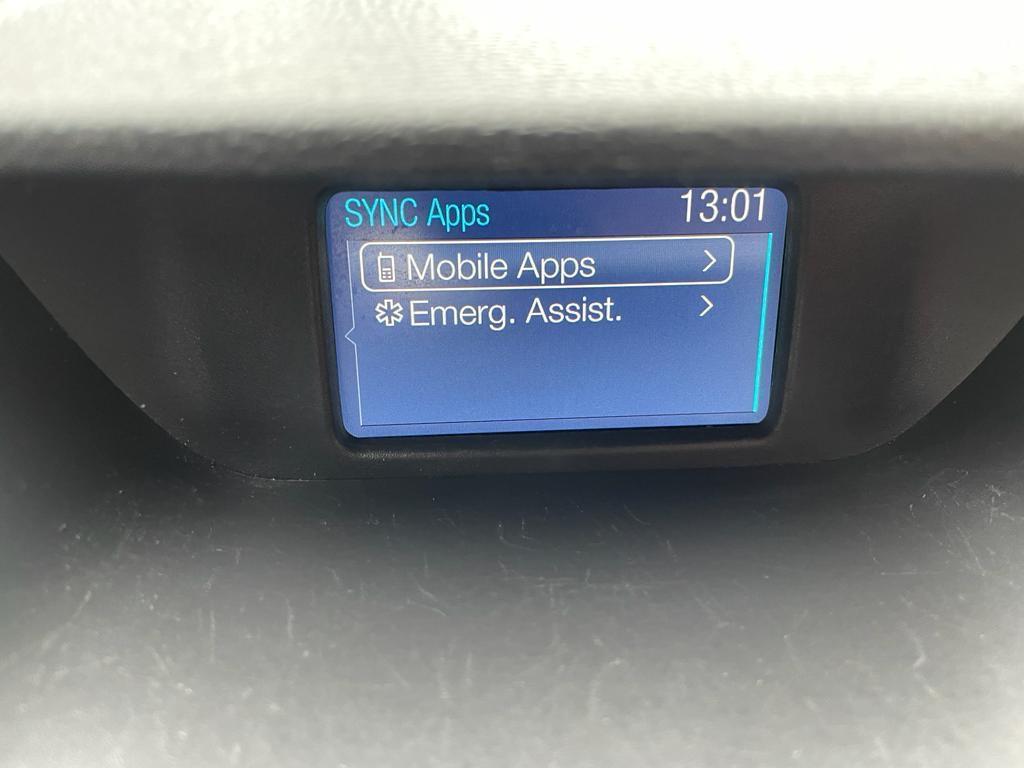 SYNC Apps 13:01
Mobile Apps
Emerg. Assist.